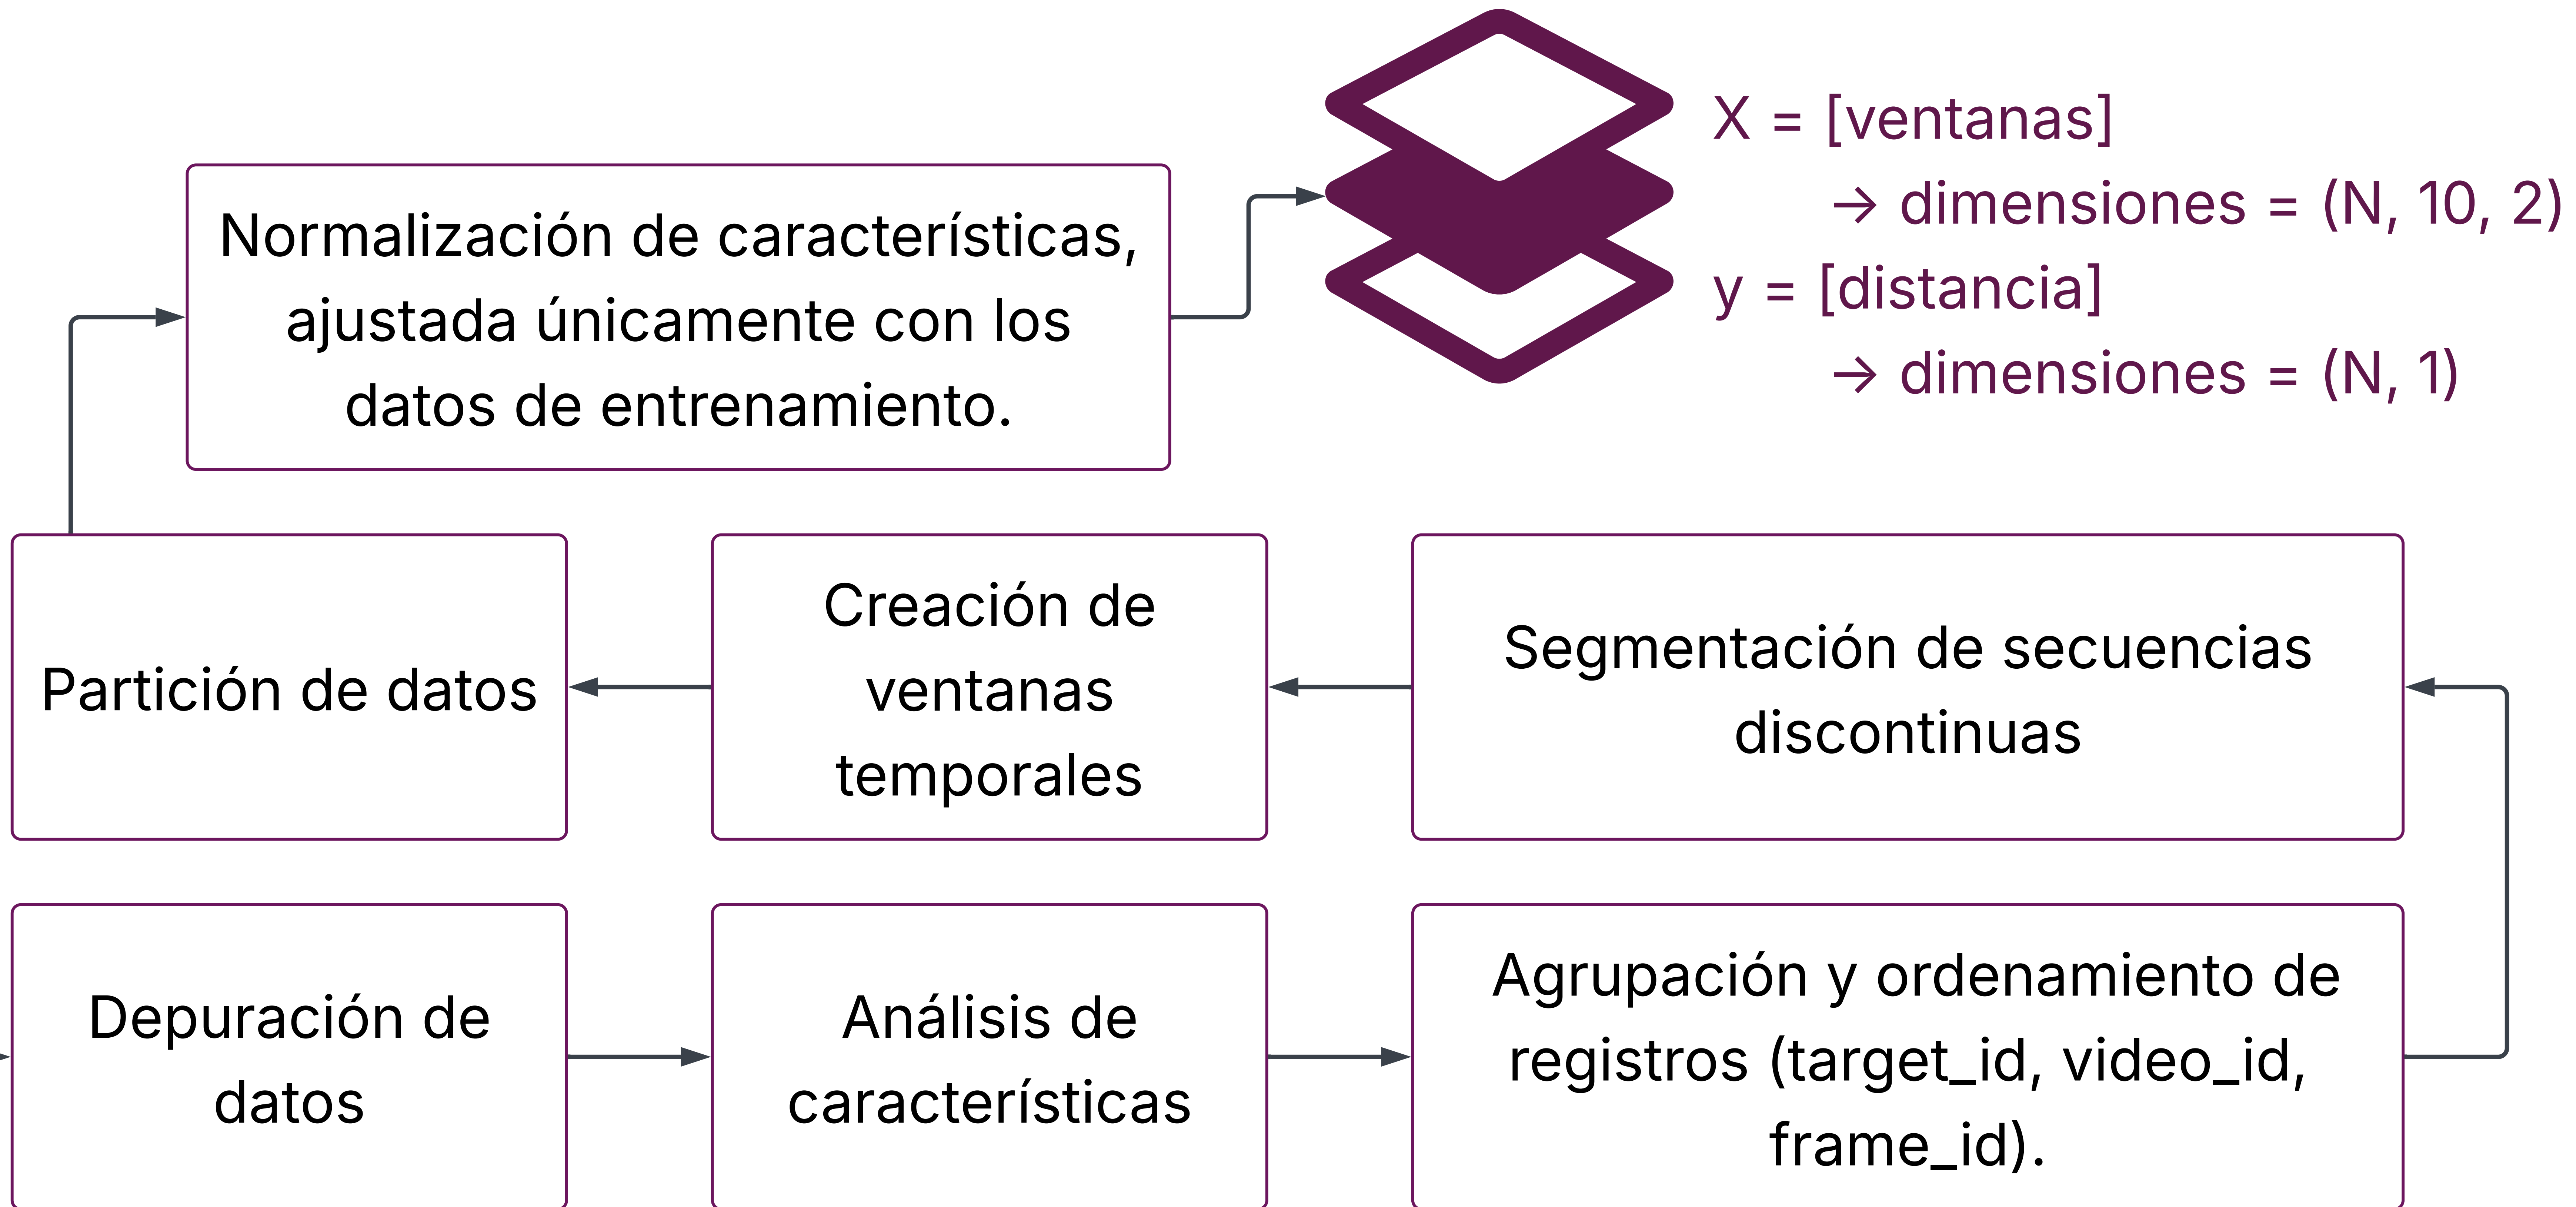 X = [ventanas]
→ dimensiones = (N, 10, 2)
y = [distancia]
→ dimensiones = (N, 1)
Normalización de características,
ajustada únicamente con los
datos de entrenamiento.
Partición de datos
Creación de
ventanas
temporales
Segmentación de secuencias
discontinuas
Depuración de
datos
Análisis de
características
Agrupación y ordenamiento de
registros (target_id, video_id,
frame_id).